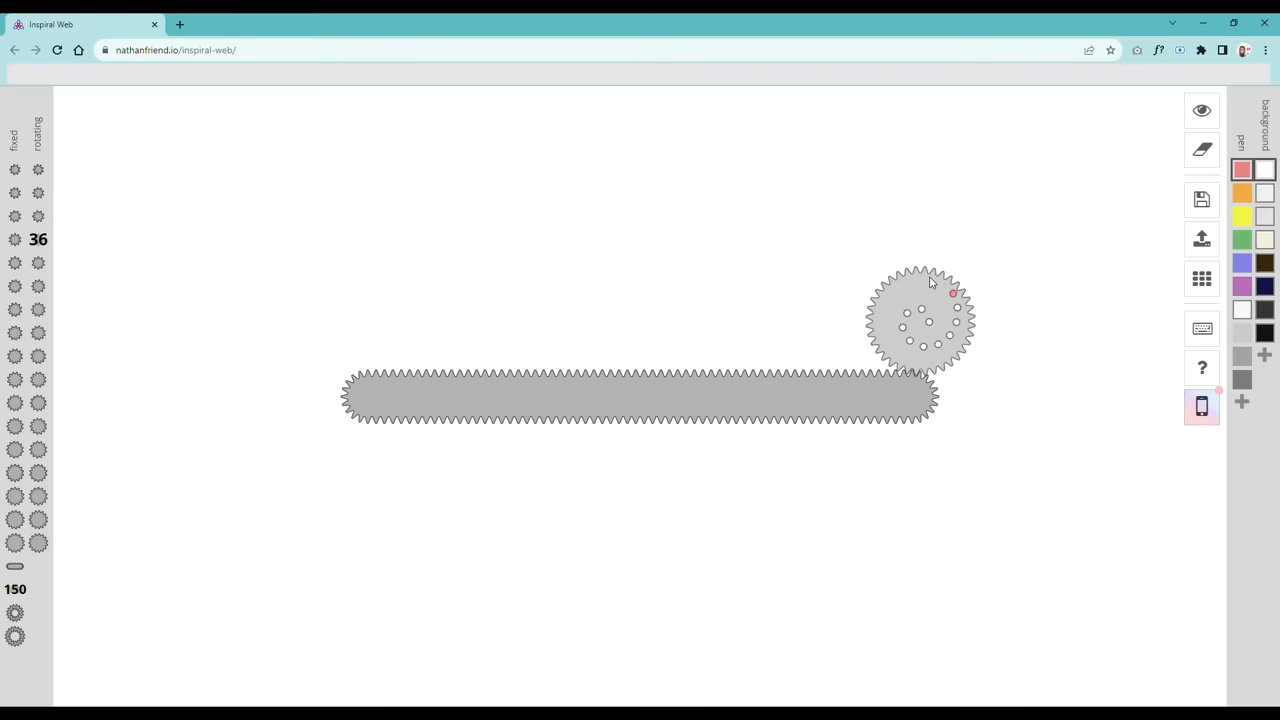 Inspiral Web
nathanfriend.io/inspiral-web/
f?
fixed
rotating
36
150
?
pen
background